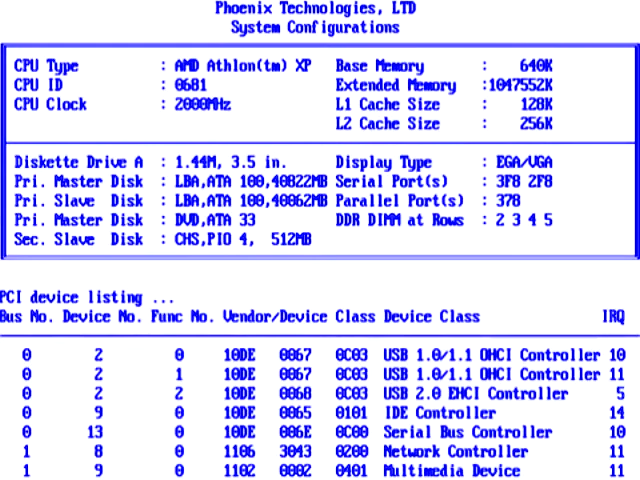 Phoenix Technologies, LTD
System Configurations
CPU Type : AMD Athlon(tm) XP Base Memory : 640K
CPU ID : 0681 Extended Memory :1047552K
CPU Clock : 2000MHz L1 Cache Size : 128K
L2 Cache Size : 256K
Diskette Drive A : 1.44M, 3.5 in. Display Type : EGA/VGA
Pri. Master Disk : LBA,ATA 100,40822MB Serial Port(s) : 3F8 2F8
Pri. Slave Disk : LBA,ATA 100,40062MB Parallel Port(s) : 378
Pri. Master Disk : DVD,ATA 33 DDR DIMM at Rows : 2 3 4 5
Sec. Slave Disk : CHS,PIO 4, 512MB
PCI device listing ...
Bus No. Device No. Func No. Vendor/Device Class Device Class IRQ
0 2 0 10DE 0067 0C03 USB 1.0/1.1 OHCI Controller 10
0 2 1 10DE 0067 0C03 USB 1.0/1.1 OHCI Controller 11
0 2 2 10DE 0068 0C03 USB 2.0 EHCI Controller 5
0 9 0 10DE 0065 0101 IDE Controller 14
0 13 0 10DE 006E 0C00 Serial Bus Controller 10
1 8 0 1106 3043 0200 Network Controller 11
1 9 0 1102 0002 0401 Multimedia Device 11